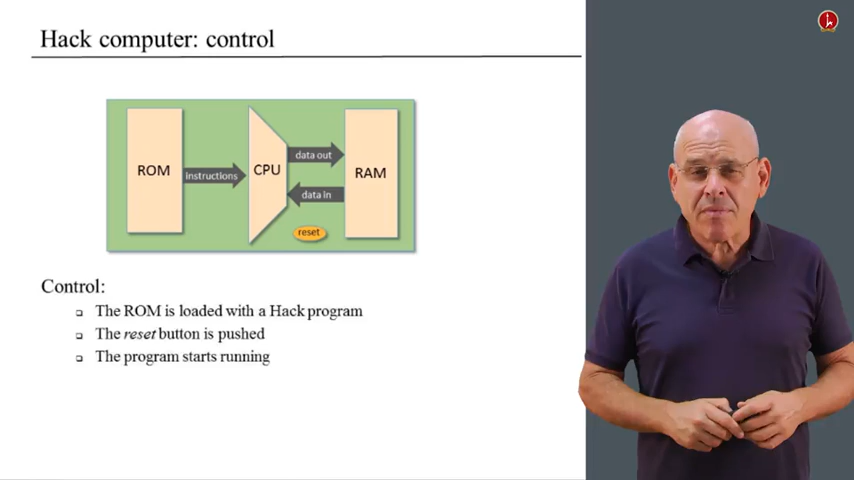 Hack computer: control
ROM
instructions
CPU
data out
data in
RAM
reset
Control:
The ROM is loaded with a Hack program
The reset button is pushed
The program starts running